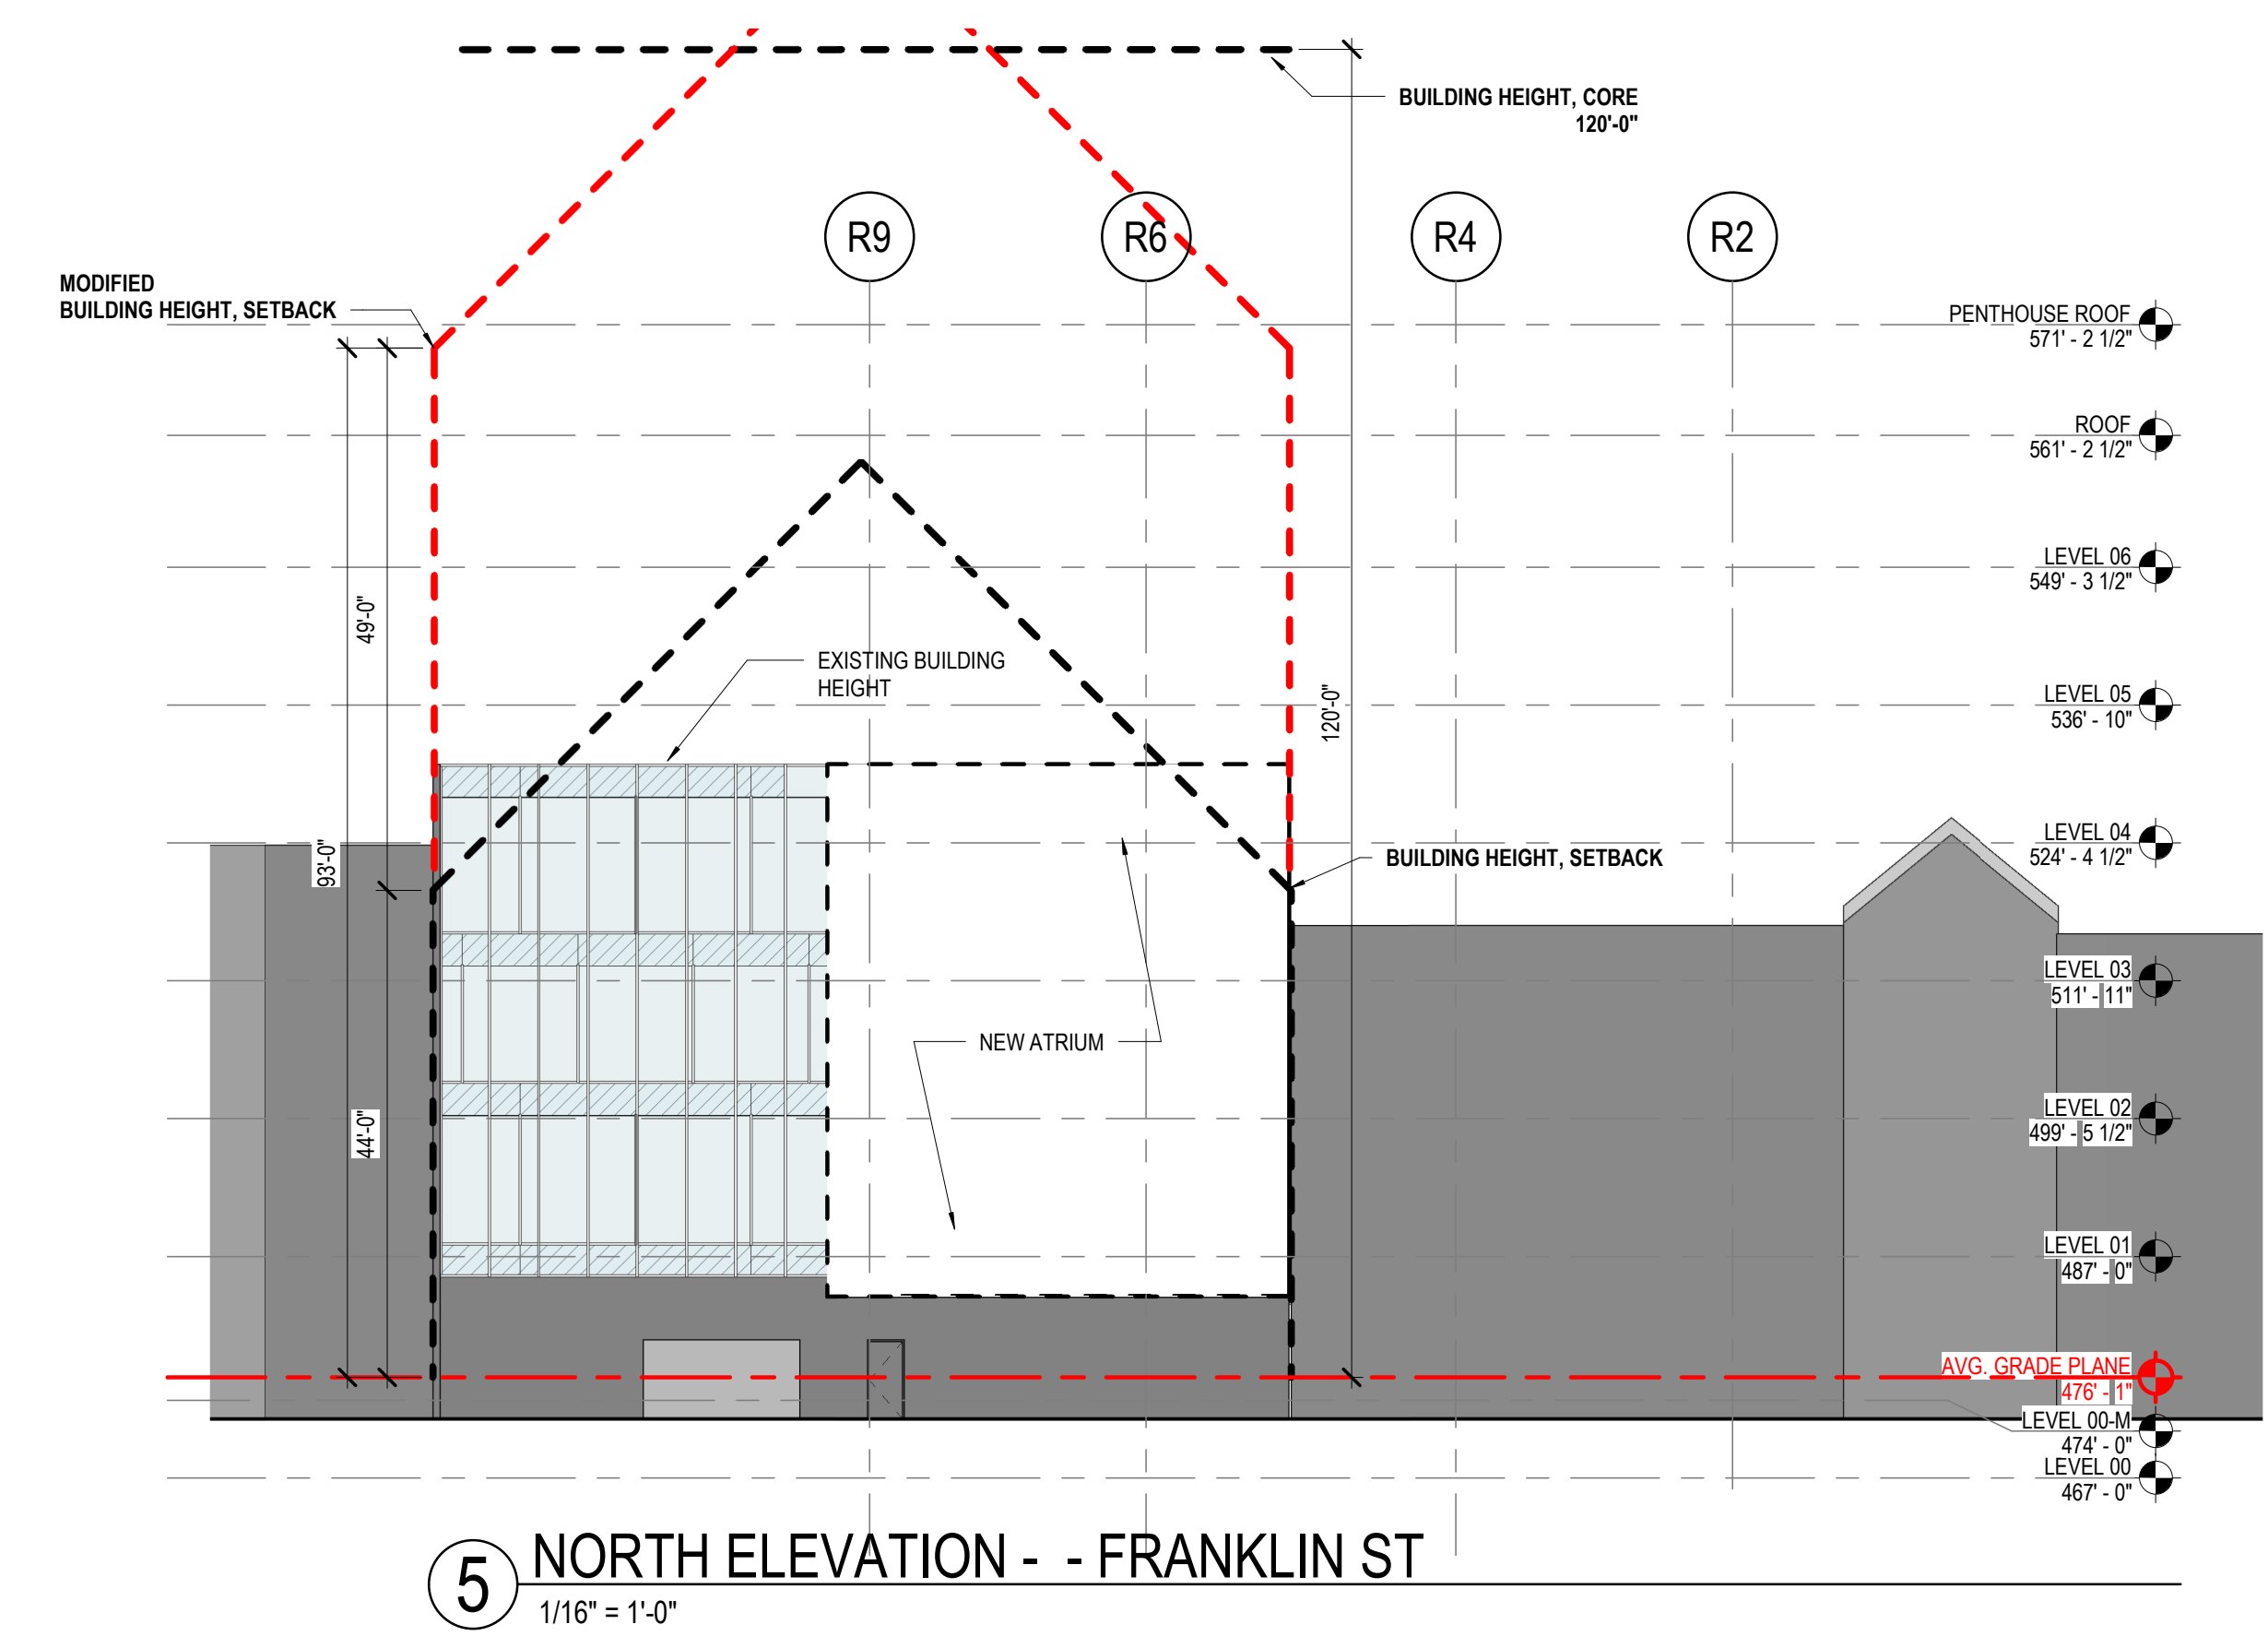 BUILDING HEIGHT, CORE
120'-0"
R9
R6
R4
R2
MODIFIED
BUILDING HEIGHT, SETBACK
PENTHOUSE ROOF
571' - 2 1/2"
ROOF
561' - 2 1/2"
LEVEL 06
549' - 3 1/2"
49'-0"
EXISTING BUILDING
HEIGHT
LEVEL 05
536' - 10"
120'-0"
LEVEL 04
524' - 4 1/2"
93'-0"
BUILDING HEIGHT, SETBACK
LEVEL 03
511' - 11"
NEW ATRIUM
LEVEL 02
499' - 5 1/2"
44'-0"
LEVEL 01
487' - 0"
AVG. GRADE PLANE
476' - 1"
LEVEL 00-M
474' - 0"
LEVEL 00
467' - 0"
5
NORTH ELEVATION - - FRANKLIN ST
1/16" = 1'-0"